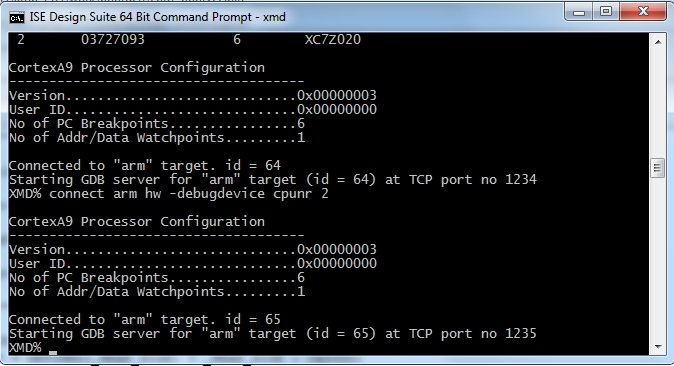 ISE Design Suite 64 Bit Command Prompt - xmd
2 03727093 6 XC7Z020
CortexA9 Processor Configuration
-------------------------------------
Version.............................0x00000003
User ID.............................0x00000000
No of PC Breakpoints................6
No of Addr/Data Watchpoints.........1
Connected to "arm" target. id = 64
Starting GDB server for "arm" target (id = 64) at TCP port no 1234
XMD% connect arm hw -debugdevice cpunr 2
CortexA9 Processor Configuration
-------------------------------------
Version.............................0x00000003
User ID.............................0x00000000
No of PC Breakpoints................6
No of Addr/Data Watchpoints.........1
Connected to "arm" target. id = 65
Starting GDB server for "arm" target (id = 65) at TCP port no 1235
XMD%